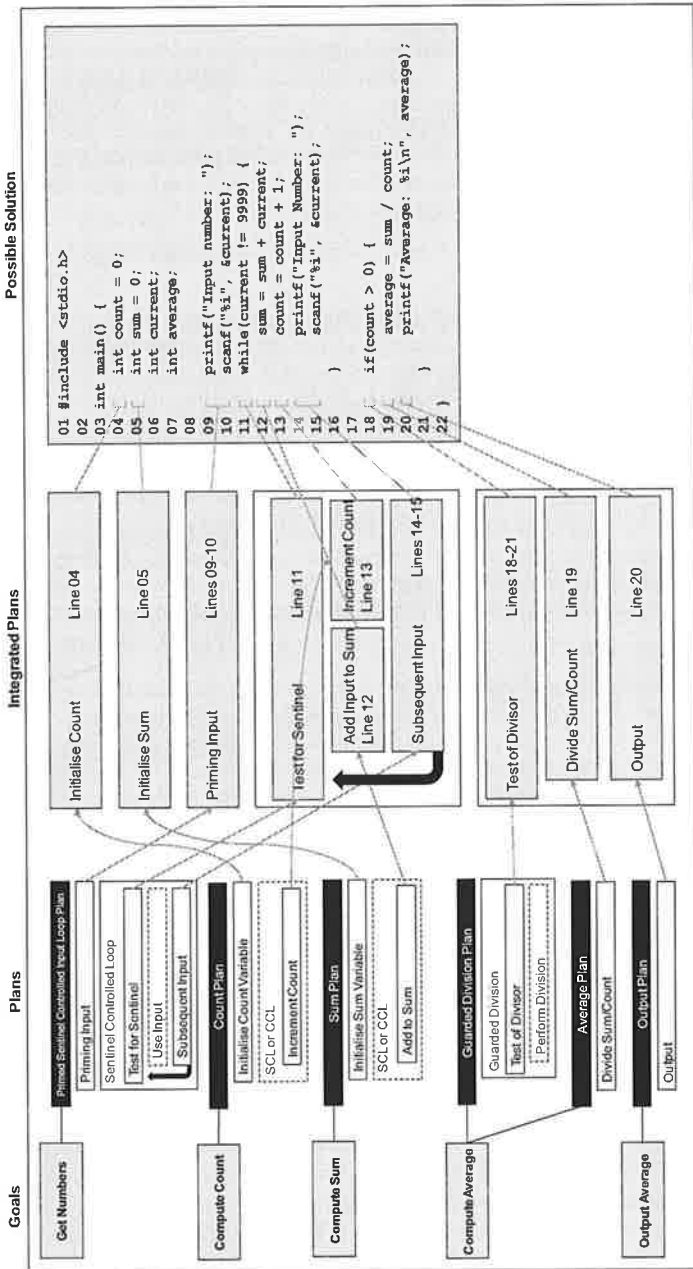 Goals
Plans
Integrated Plans
Possible Solution
Get Numbers
Compute Count
Compute Sum
Compute Average
Output Average
Primed Sentinel Controlled Input Loop Plan
Priming Input
Sentinel Controlled Loop
Test for Sentinel
Use Input
Subsequent Input
Count Plan
Initialise Count Variable
SCL or CCL
Increment Count
Sum Plan
Initialise Sum Variable
SCL or CCL
Add to Sum
Guarded Division Plan
Guarded Division
Test of Divisor
Perform Division
Average Plan
Divide Sum/Count
Output Plan
Output
Initialise Count Line 04
Initialise Sum Line 05
Priming Input Lines 09-10
Test for Sentinel Line 11
Add Input to Sum
Line 12
Increment Count
Line 13
Subsequent Input Lines 14-15
Test of Divisor Lines 18-21
Divide Sum/Count Line 19
Output Line 20
01 #include <stdio.h>
02
03 int main() {
04 int count = 0;
05 int sum = 0;
06 int current;
07 int average;
08
09 printf("Input number: ");
10 scanf("%i", &current);
11 while(current != 9999) {
12 sum = sum + current;
13 count = count + 1;
14 printf("Input Number: ");
15 scanf("%i", &current);
16 }
17
18 if(count > 0) {
19 average = sum / count;
20 printf("Average: %i\n", average);
21 }
22 }